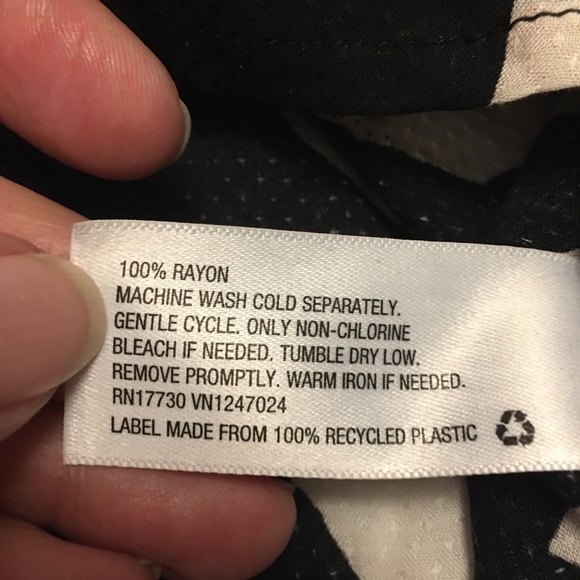 100% RAYON
MACHINE WASH COLD SEPARATELY.
GENTLE CYCLE. ONLY NON-CHLORINE
BLEACH IF NEEDED. TUMBLE DRY LOW.
REMOVE PROMPTLY. WARM IRON IF NEEDED.
RN17730 VN1247024
LABEL MADE FROM 100% RECYCLED PLASTIC